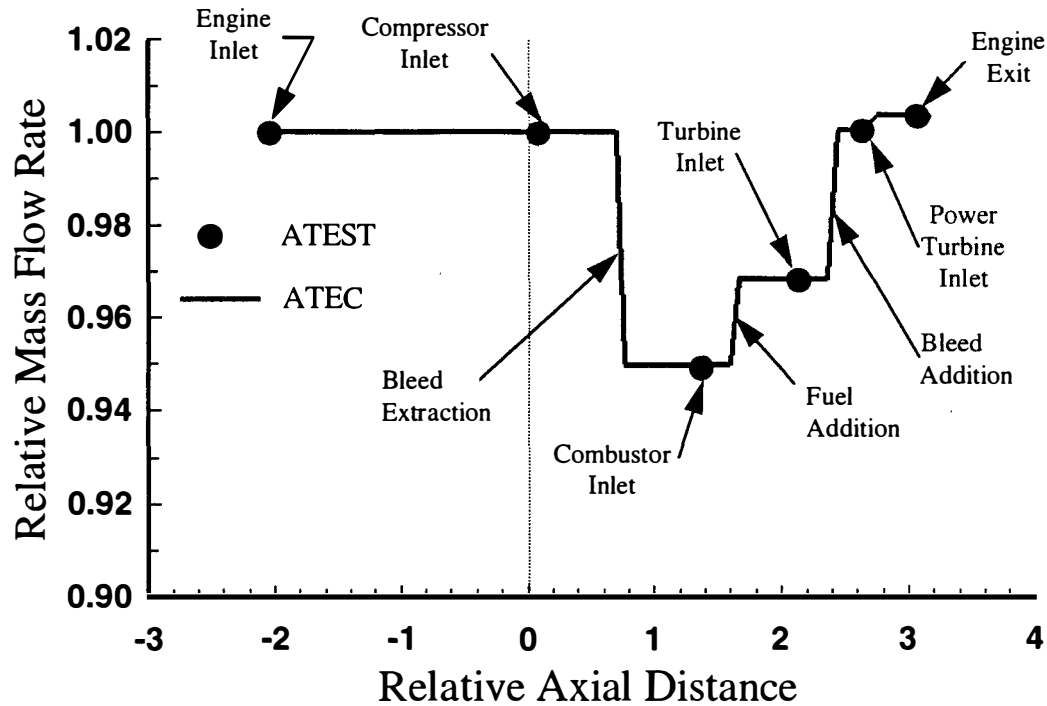 Engine
Inlet
Compressor
Inlet
Engine
Exit
1.02
1.00
0.98
0.96
0.94
0.92
0.90
Relative Mass Flow Rate
Turbine
Inlet
ATEST
ATEC
Power
Turbine
Inlet
Bleed
Extraction
Bleed
Addition
Fuel
Addition
Combustor
Inlet
-3 -2 -1 0 1 2 3 4
Relative Axial Distance